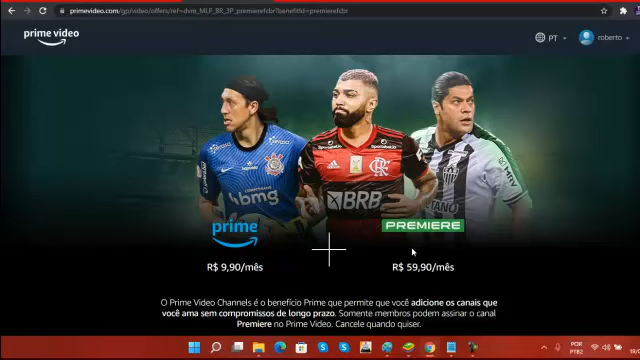 primevideo.com/gp/video/offers/ref=dvm_MLF_BR_3P_premierefcbr?benefitId=premierefcbr
prime video
PT
roberto
bmg
BRB
prime
PREMIERE
R$ 9,90/mês
R$ 59,90/mês
O Prime Video Channels é o benefício Prime que permite que você adicione os canais que
você ama sem compromissos de longo prazo. Somente membros podem assinar o canal
Premiere no Prime Video. Cancele quando quiser.
POR
PTB2